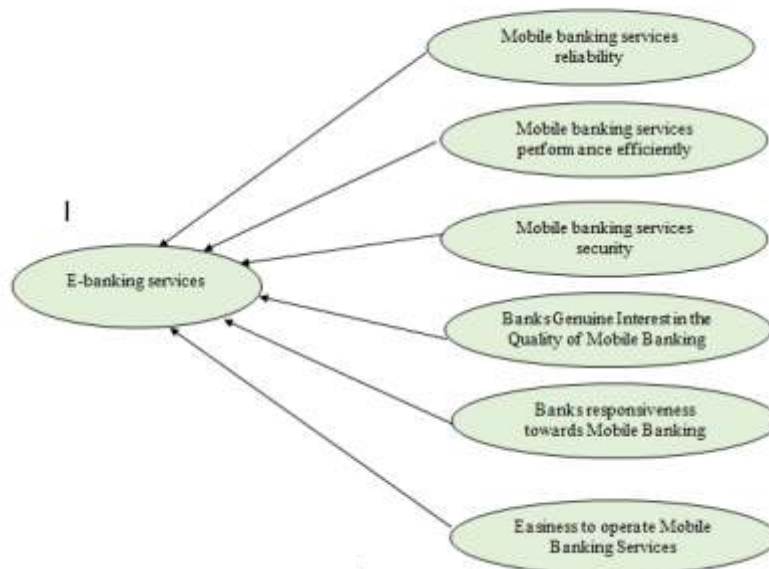 Mobile banking services
reliability
Mobile banking services
perform ance efficiently
Mobile banking services
security
E-banking services
Banks Genuine Interest in the
Quality of Mobile Banking
Banks responsiveness
towards Mobile Banking
Easiness to operate Mobile
Banking Services